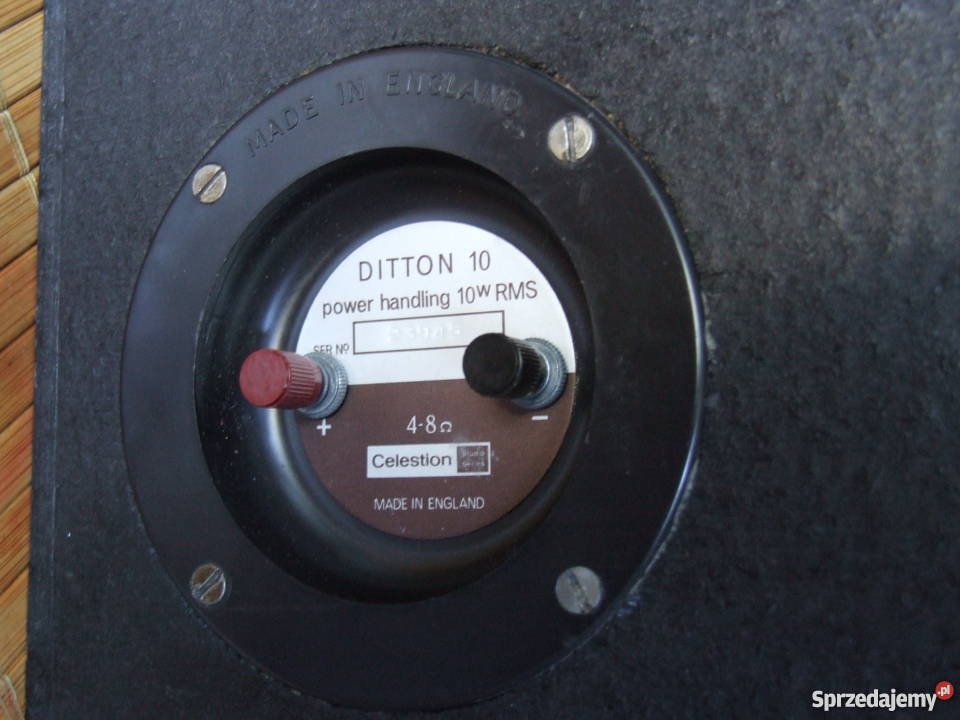 MADE IN ENGLAND
DITTON 10
power handling 10W RMS
SER NO
+ -
4-8Ω
Celestion
MADE IN ENGLAND
Sprzedajemy.pl